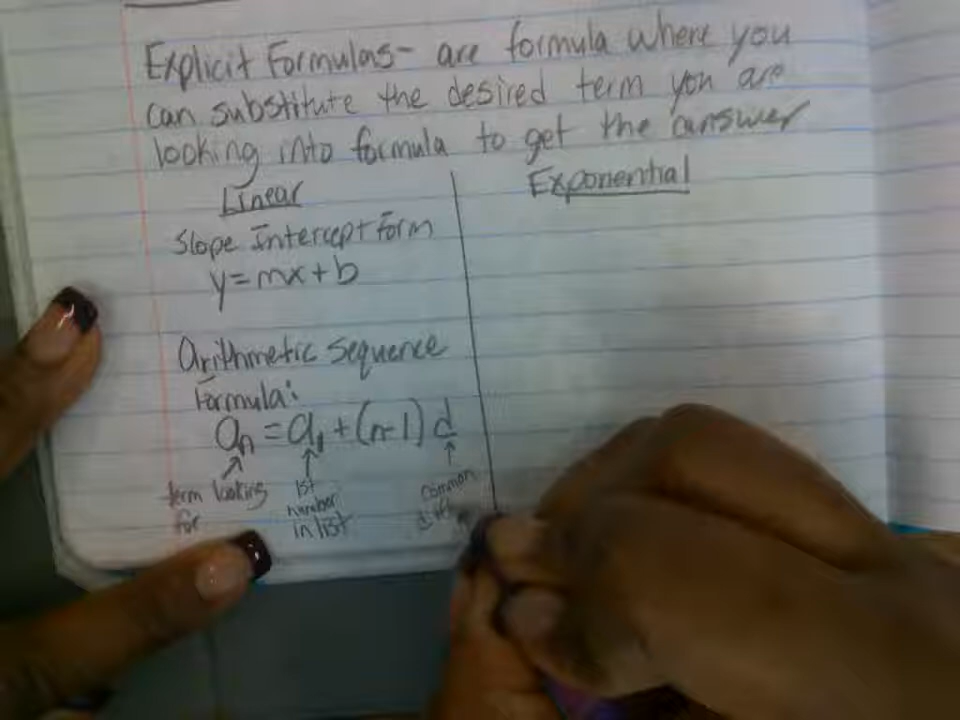 Explicit Formulas- are formula where you
can substitute the desired term you are
looking into formula to get the answer
Linear
Exponential
Slope Intercept Form
y=mx+b
Arithmetic Sequence
Formula:
aₙ = a₁ + (n-1) d
term looking
for
1st
number
in list
common